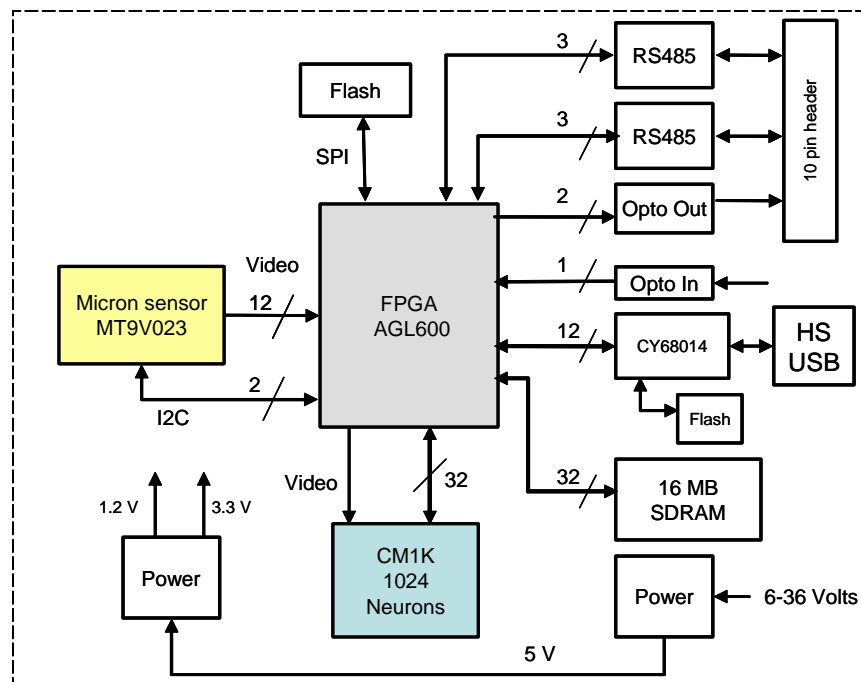 3
RS485
Flash
10 pin header
3
RS485
SPI
2
Opto Out
Video
1
Opto In
Micron sensor
MT9V023
12
FPGA
AGL600
12
CY68014
HS
USB
2
I2C
Flash
Video
32
32
16 MB
SDRAM
1.2 V
3.3 V
CM1K
1024
Neurons
Power
Power
6-36 Volts
5 V